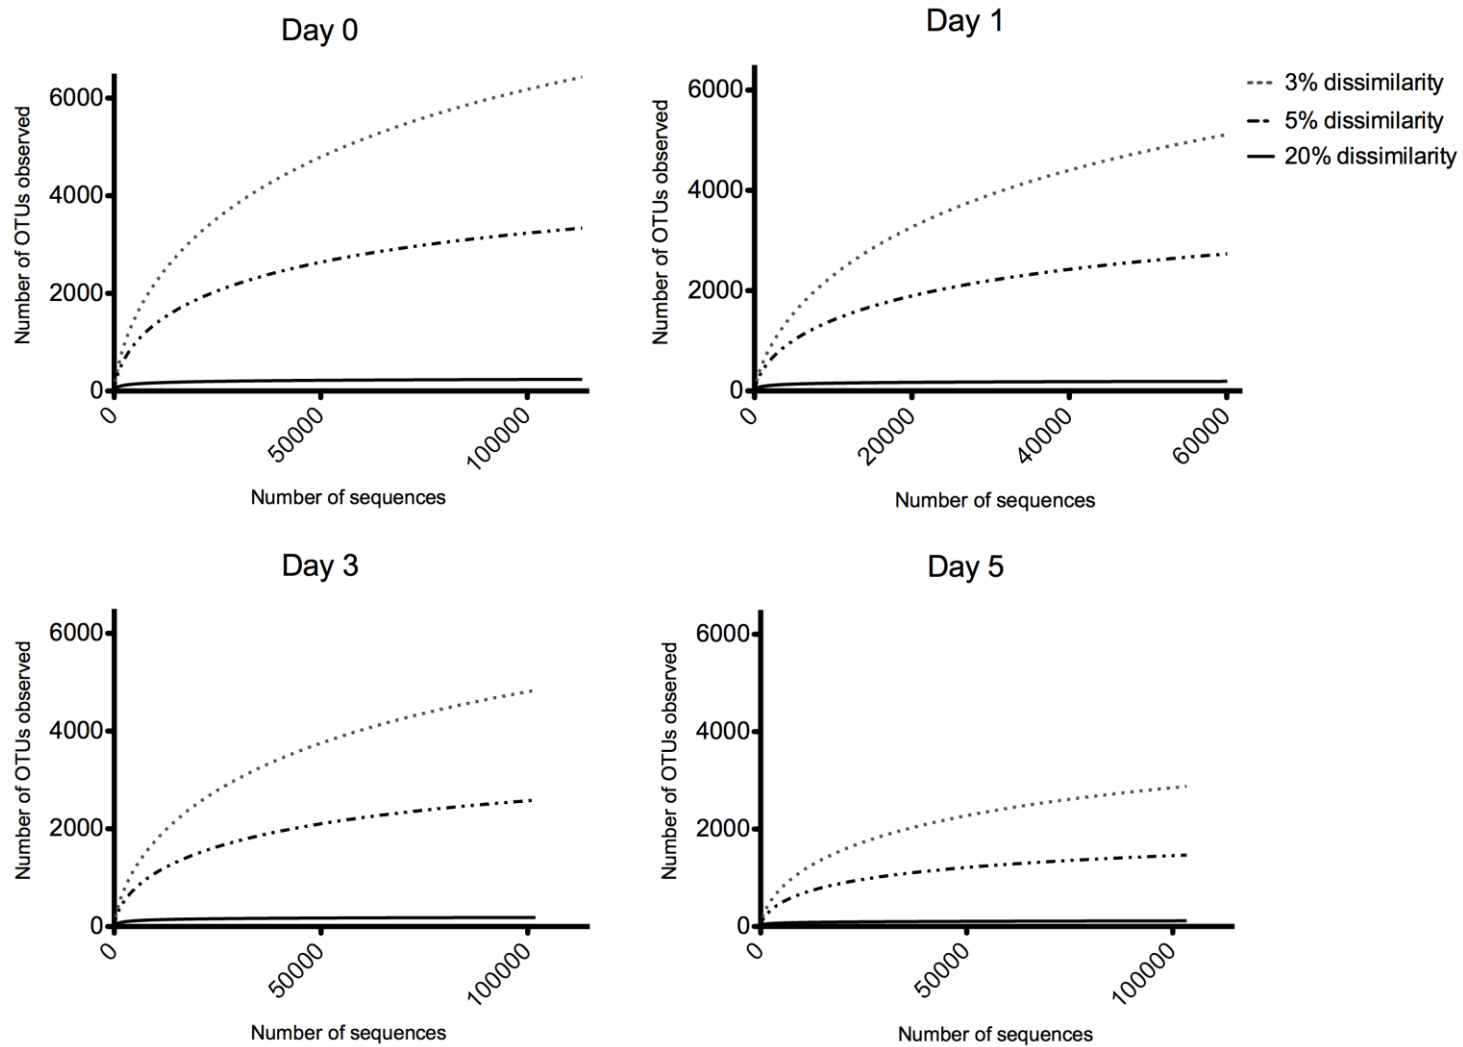 Day 0
Number of OTUs observed
6000
4000
2000
0
0
50000
100000
Number of sequences
Day 1
Number of OTUs observed
6000
4000
2000
0
0
20000
40000
60000
Number of sequences
3% dissimilarity
5% dissimilarity
20% dissimilarity
Day 3
Number of OTUs observed
6000
4000
2000
0
0
50000
100000
Number of sequences
Day 5
Number of OTUs observed
6000
4000
2000
0
0
50000
100000
Number of sequences